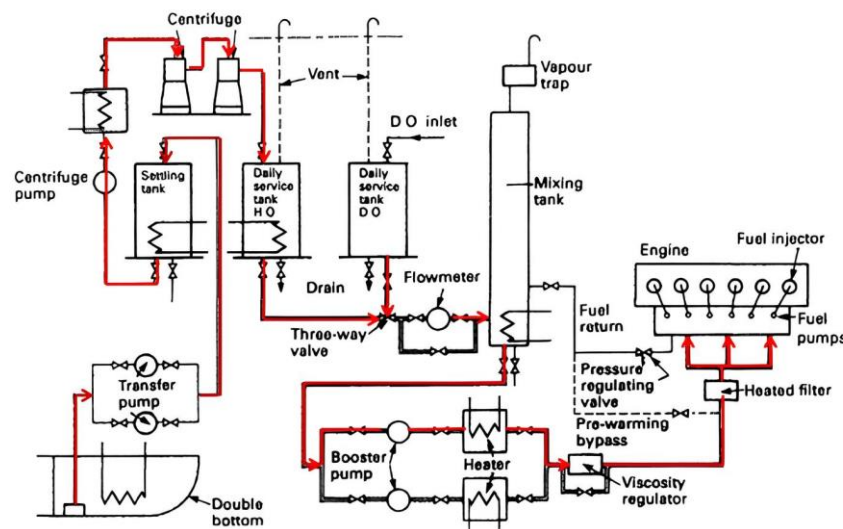 Centrifuge
Vent
Vapour
trap
D O inlet
Centrifuge
pump
Settling
tank
Daily
service
tank
H O
Daily
service
tank
DO
Mixing
tank
Engine
Fuel injector
Drain
Flowmeter
Three-way
valve
Fuel
return
Fuel
pumps
Pressure
regulating
valve
Heated filter
Pre-warming
bypass
Transfer
pump
Booster
pump
Heater
Viscosity
regulator
Double
bottom